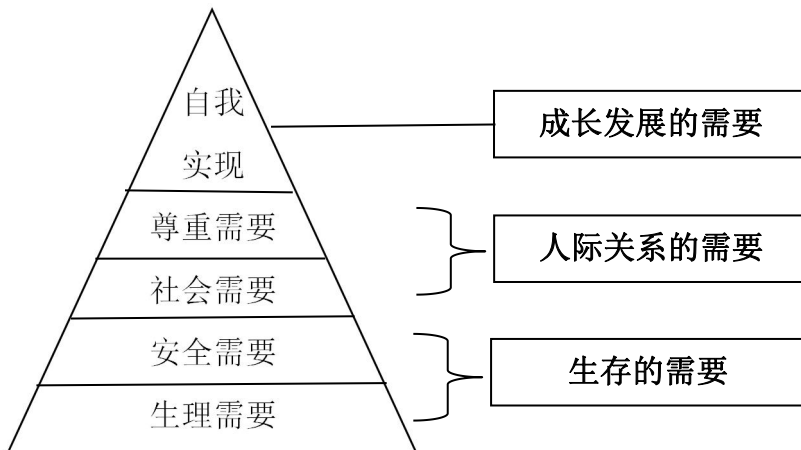 自我
实现
成长发展的需要
尊重需要
社会需要
人际关系的需要
安全需要
生理需要
生存的需要